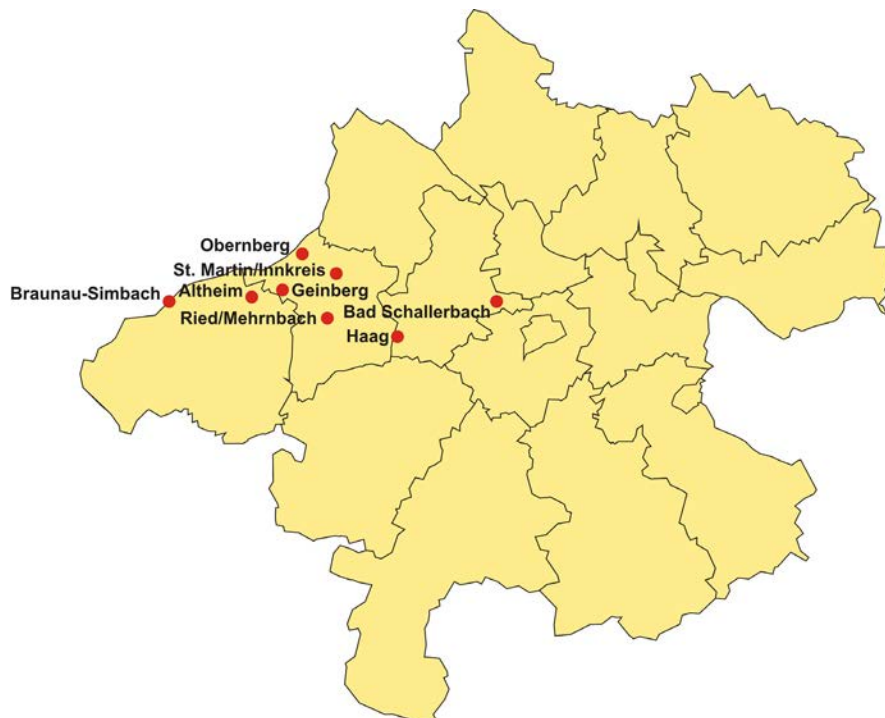 Obernberg
St. Martin/Innkreis
Braunau-Simbach
Altheim
Geinberg
Ried/Mehrnbach
Bad Schallerbach
Haag